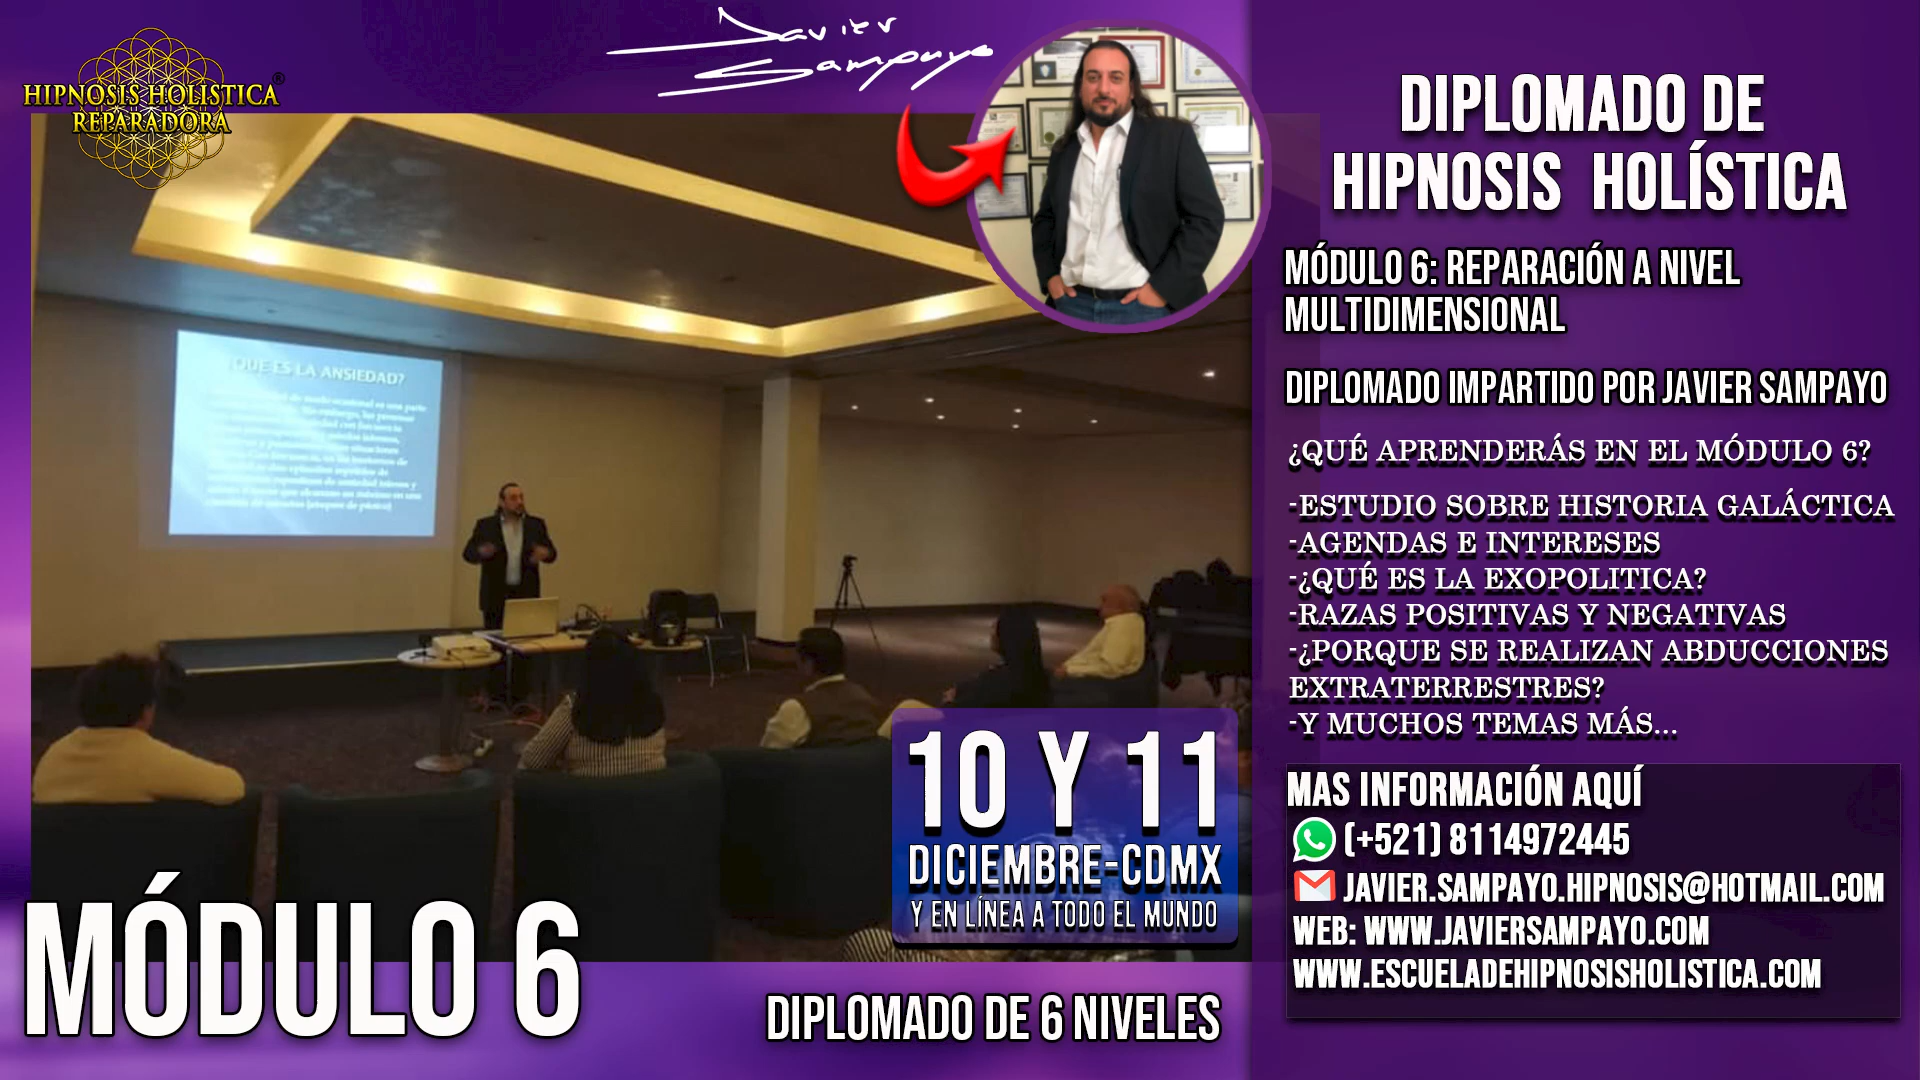 Javier
Sampayo
HIPNOSIS HOLISTICA®
REPARADORA
DIPLOMADO DE
HIPNOSIS HOLÍSTICA
MÓDULO 6: REPARACIÓN A NIVEL
MULTIDIMENSIONAL
DIPLOMADO IMPARTIDO POR JAVIER SAMPAYO
¿QUÉ APRENDERÁS EN EL MÓDULO 6?
-ESTUDIO SOBRE HISTORIA GALÁCTICA
-AGENDAS E INTERESES
-¿QUÉ ES LA EXOPOLITICA?
-RAZAS POSITIVAS Y NEGATIVAS
-¿PORQUE SE REALIZAN ABDUCCIONES
EXTRATERRESTRES?
-Y MUCHOS TEMAS MÁS...
MAS INFORMACIÓN AQUÍ
(+521) 8114972445
JAVIER.SAMPAYO.HIPNOSIS@HOTMAIL.COM
WEB: WWW.JAVIERSAMPAYO.COM
WWW.ESCUELADEHIPNOSISHOLISTICA.COM
¿QUE ES LA ANSIEDAD?
10 Y 11
DICIEMBRE-CDMX
Y EN LÍNEA A TODO EL MUNDO
MÓDULO 6
DIPLOMADO DE 6 NIVELES